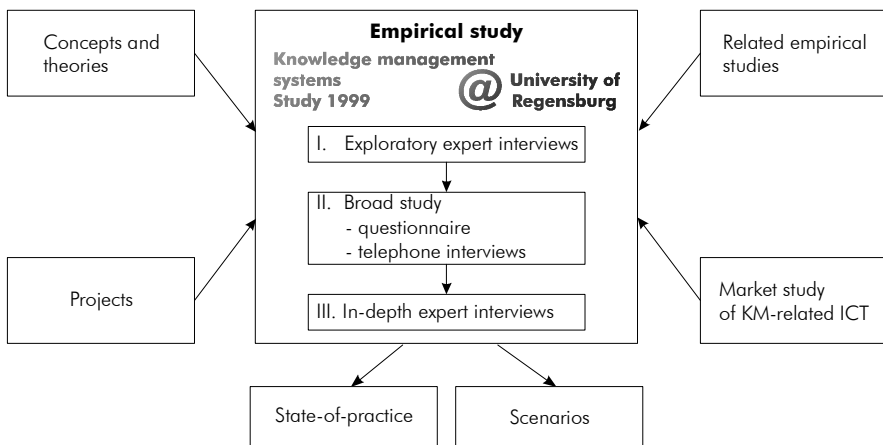 Concepts and
theories
Empirical study
Knowledge management
systems
Study 1999
@ University of
Regensburg
Related empirical
studies
I. Exploratory expert interviews
II. Broad study
- questionnaire
- telephone interviews
III. In-depth expert interviews
Projects
Market study
of KM-related ICT
State-of-practice
Scenarios